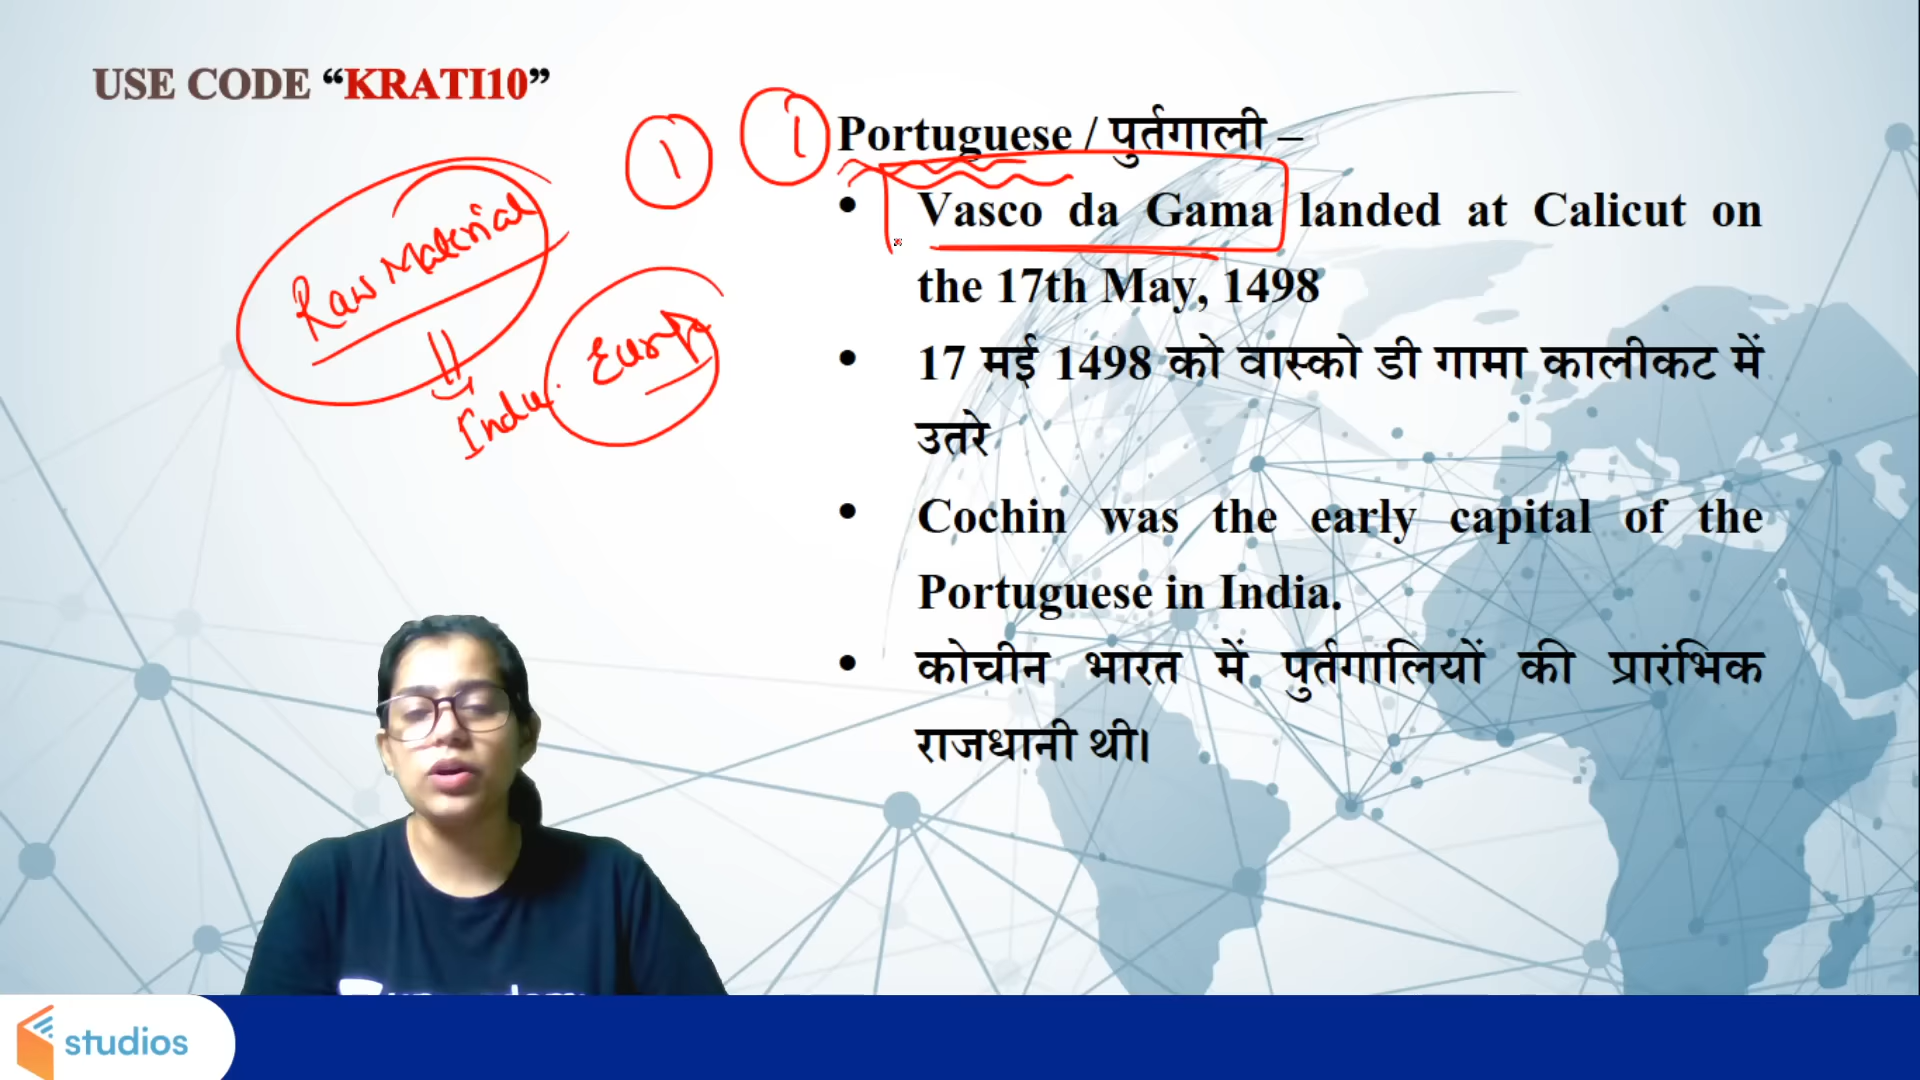 USE CODE “KRATI10”
1
1
Raw Material
India
Portuguese / पुर्तगाली –
• Vasco da Gama landed at Calicut on
the 17th May, 1498
• 17 मई 1498 को वास्को डी गामा कालीकट में
उतरे
• Cochin was the early capital of the
Portuguese in India.
• कोचीन भारत में पुर्तगालियों की प्रारंभिक
राजधानी थी।
studios